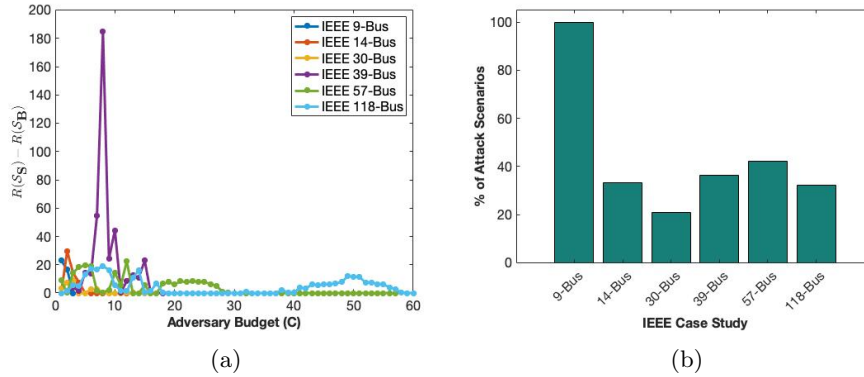 200
180
160
140
120
100
80
60
40
20
0
R(S_S) − R(S_B)
IEEE 9-Bus
IEEE 14-Bus
IEEE 30-Bus
IEEE 39-Bus
IEEE 57-Bus
IEEE 118-Bus
0 10 20 30 40 50 60
Adversary Budget (C)
(a)
100
80
60
40
20
0
% of Attack Scenarios
9-Bus 14-Bus 30-Bus 39-Bus 57-Bus 118-Bus
IEEE Case Study
(b)